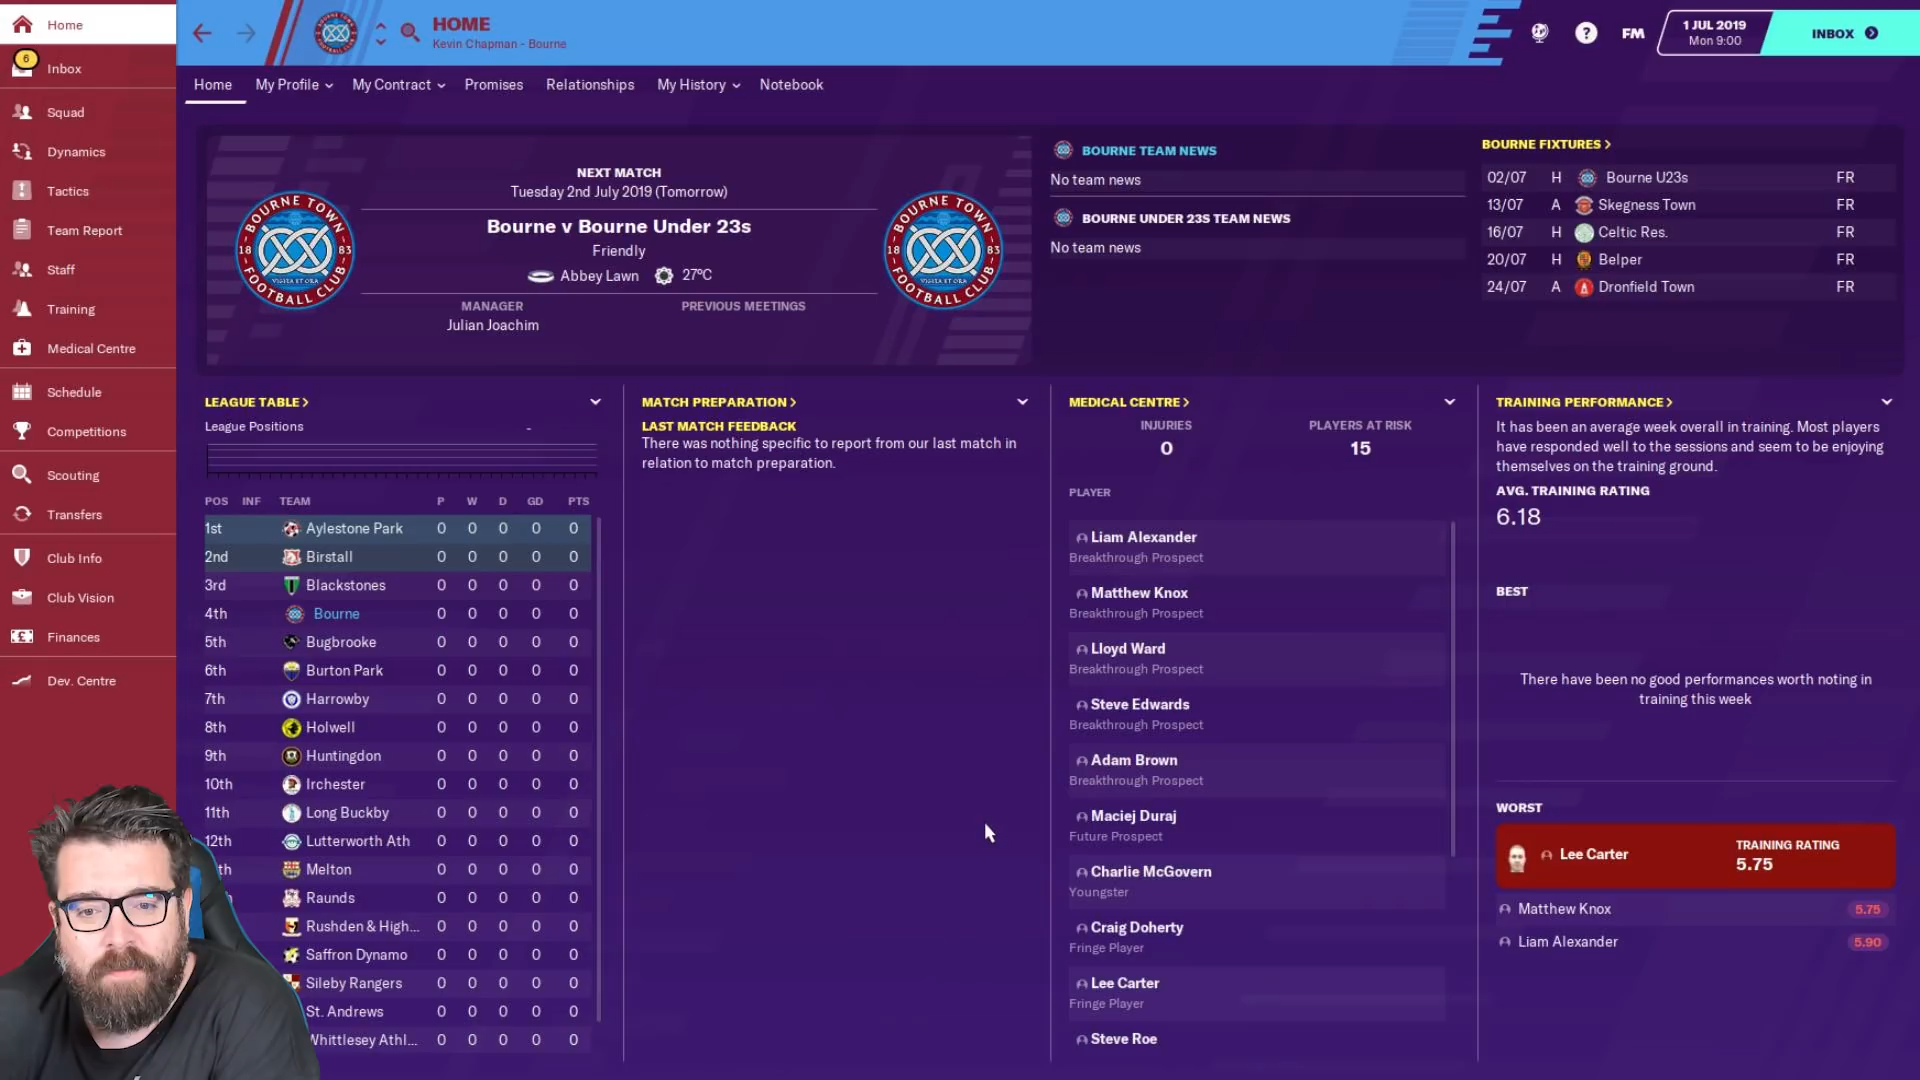 Home
6
Inbox
Squad
Dynamics
Tactics
Team Report
Staff
Training
Medical Centre
Schedule
Competitions
Scouting
Transfers
Club Info
Club Vision
Finances
Dev. Centre
HOME
Kevin Chapman - Bourne
FM
1 JUL 2019
Mon 9:00
INBOX
Home
My Profile
My Contract
Promises
Relationships
My History
Notebook
BOURNE TOWN
18 83
FOOTBALL CLUB
NEXT MATCH
Tuesday 2nd July 2019 (Tomorrow)
Bourne v Bourne Under 23s
Friendly
Abbey Lawn 27°C
MANAGER
Julian Joachim
PREVIOUS MEETINGS
BOURNE TOWN
18 83
FOOTBALL CLUB
BOURNE TEAM NEWS
No team news
BOURNE UNDER 23S TEAM NEWS
No team news
BOURNE FIXTURES >
02/07 H Bourne U23s FR
13/07 A Skegness Town FR
16/07 H Celtic Res. FR
20/07 H Belper FR
24/07 A Dronfield Town FR
LEAGUE TABLE >
League Positions -
POS INF TEAM P W D GD PTS
1st Aylestone Park 0 0 0 0 0
2nd Birstall 0 0 0 0 0
3rd Blackstones 0 0 0 0 0
4th Bourne 0 0 0 0 0
5th Bugbrooke 0 0 0 0 0
6th Burton Park 0 0 0 0 0
7th Harrowby 0 0 0 0 0
8th Holwell 0 0 0 0 0
9th Huntingdon 0 0 0 0 0
10th Irchester 0 0 0 0 0
11th Long Buckby 0 0 0 0 0
12th Lutterworth Ath 0 0 0 0 0
th Melton 0 0 0 0 0
Raunds 0 0 0 0 0
Rushden & High... 0 0 0 0 0
Saffron Dynamo 0 0 0 0 0
Sileby Rangers 0 0 0 0 0
St. Andrews 0 0 0 0 0
Whittlesey Athl... 0 0 0 0 0
MATCH PREPARATION >
LAST MATCH FEEDBACK
There was nothing specific to report from our last match in
relation to match preparation.
MEDICAL CENTRE >
INJURIES PLAYERS AT RISK
0 15
PLAYER
Liam Alexander
Breakthrough Prospect
Matthew Knox
Breakthrough Prospect
Lloyd Ward
Breakthrough Prospect
Steve Edwards
Breakthrough Prospect
Adam Brown
Breakthrough Prospect
Maciej Duraj
Future Prospect
Charlie McGovern
Youngster
Craig Doherty
Fringe Player
Lee Carter
Fringe Player
Steve Roe
TRAINING PERFORMANCE >
It has been an average week overall in training. Most players
have responded well to the sessions and seem to be enjoying
themselves on the training ground.
AVG. TRAINING RATING
6.18
BEST
There have been no good performances worth noting in
training this week
WORST
Lee Carter
TRAINING RATING
5.75
Matthew Knox 5.75
Liam Alexander 5.90